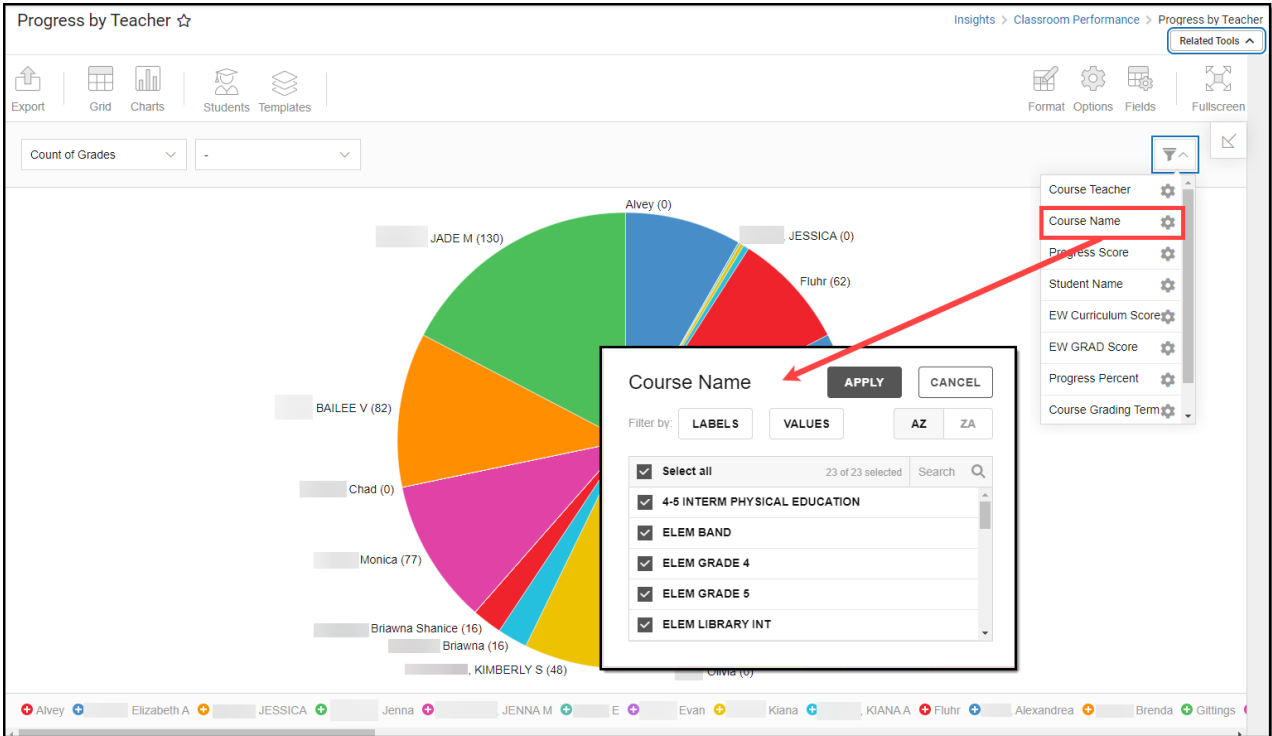 Progress by Teacher
Insights > Classroom Performance > Progress by Teacher
Related Tools
Export
Grid
Charts
Students
Templates
Format
Options
Fields
Fullscreen
Count of Grades
-
Course Teacher
Course Name
Progress Score
Student Name
EW Curriculum Score
EW GRAD Score
Progress Percent
Course Grading Term
Alvey (0)
JADE M (130)
JESSICA (0)
Fluhr (62)
BAILEE V (82)
Chad (0)
Monica (77)
Briawna Shanice (16)
Briawna (16)
, KIMBERLY S (48)
Olivia (0)
Course Name
APPLY
CANCEL
Filter by:
LABELS
VALUES
AZ
ZA
Select all
23 of 23 selected
Search
4-5 INTERM PHYSICAL EDUCATION
ELEM BAND
ELEM GRADE 4
ELEM GRADE 5
ELEM LIBRARY INT
Alvey
Elizabeth A
JESSICA
Jenna
, JENNA M
E
Evan
Kiana
, KIANA A
Fluhr
, Alexandrea
Brenda
Gittings